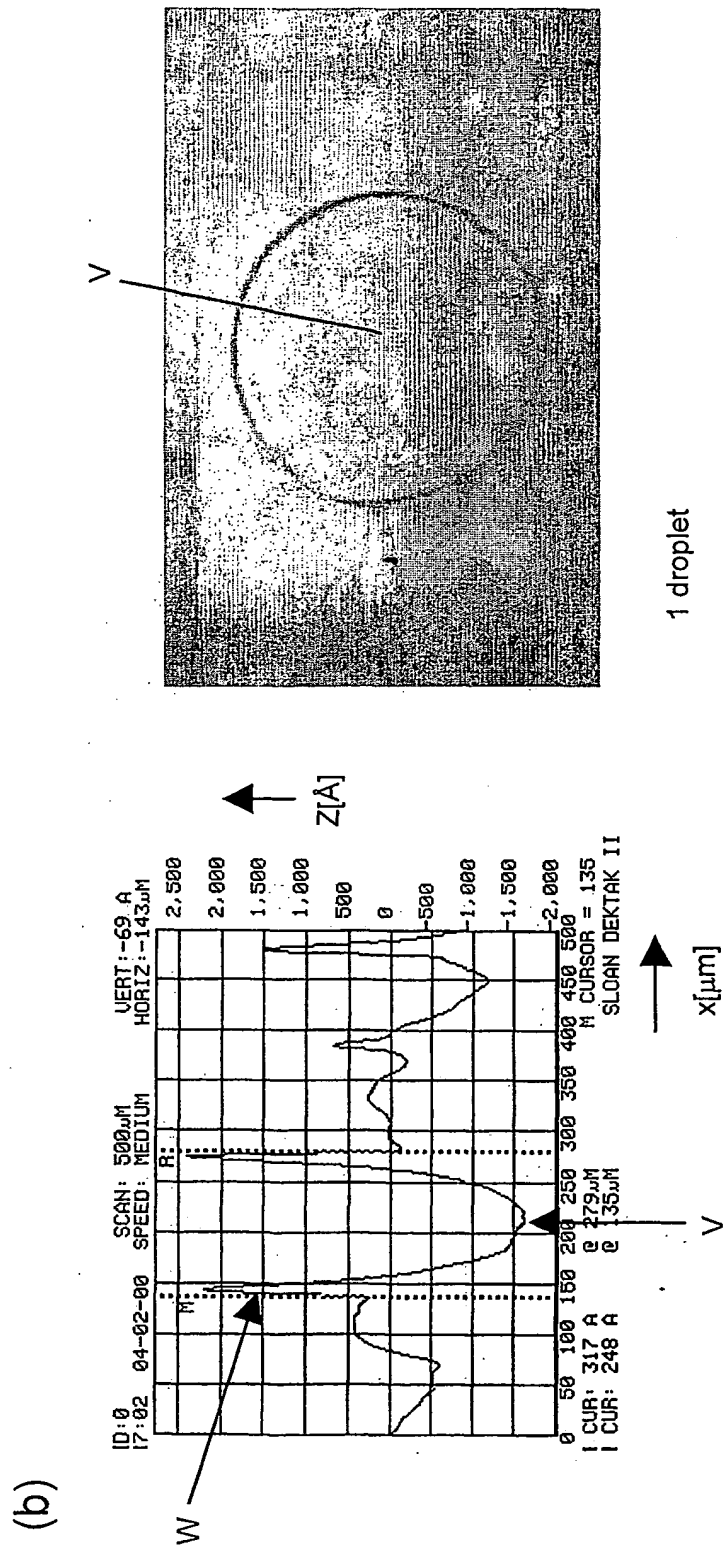 (b)
ID:0 SCAN: 500µM VERT:-69 A
17:02 04-02-00 SPEED: MEDIUM HORIZ:-143µM
M
R
2,500
2,000
1,500
1,000
500
0
-500
-1,000
-1,500
-2,000
0 50 100 150 200 250 300 350 400 450 500
CUR: 317 A @ 279µM M CURSOR = 135
CUR: 248 A @ 135µM SLOAN DEKTAK II
W
V
Z[Å]
x[µm]
V
1 droplet